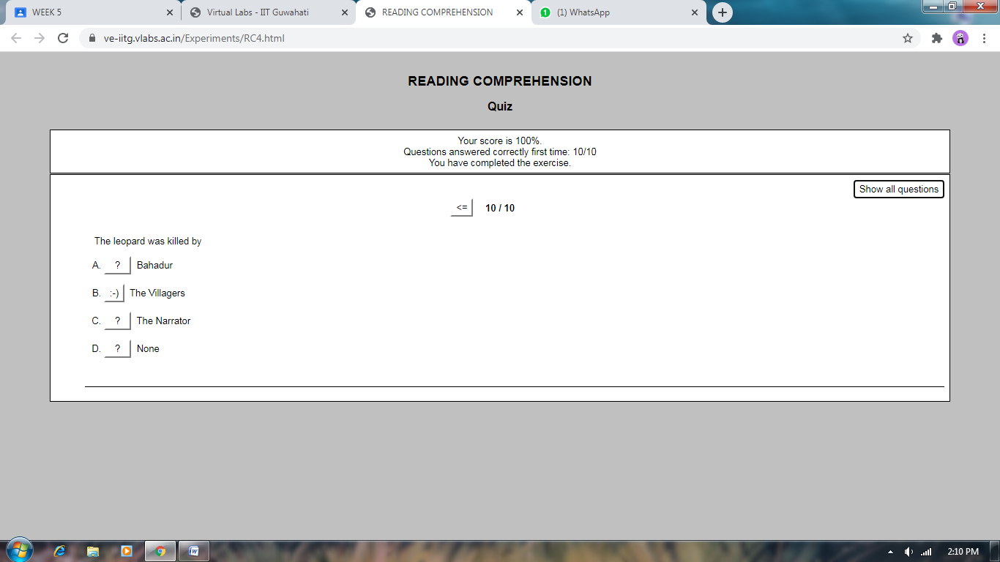 WEEK 5
Virtual Labs - IIT Guwahati
READING COMPREHENSION
(1) WhatsApp
ve-iitg.vlabs.ac.in/Experiments/RC4.html
READING COMPREHENSION
Quiz
Your score is 100%.
Questions answered correctly first time: 10/10
You have completed the exercise.
Show all questions
<= 10 / 10
The leopard was killed by
A. ? Bahadur
B. :-) The Villagers
C. ? The Narrator
D. ? None
2:10 PM